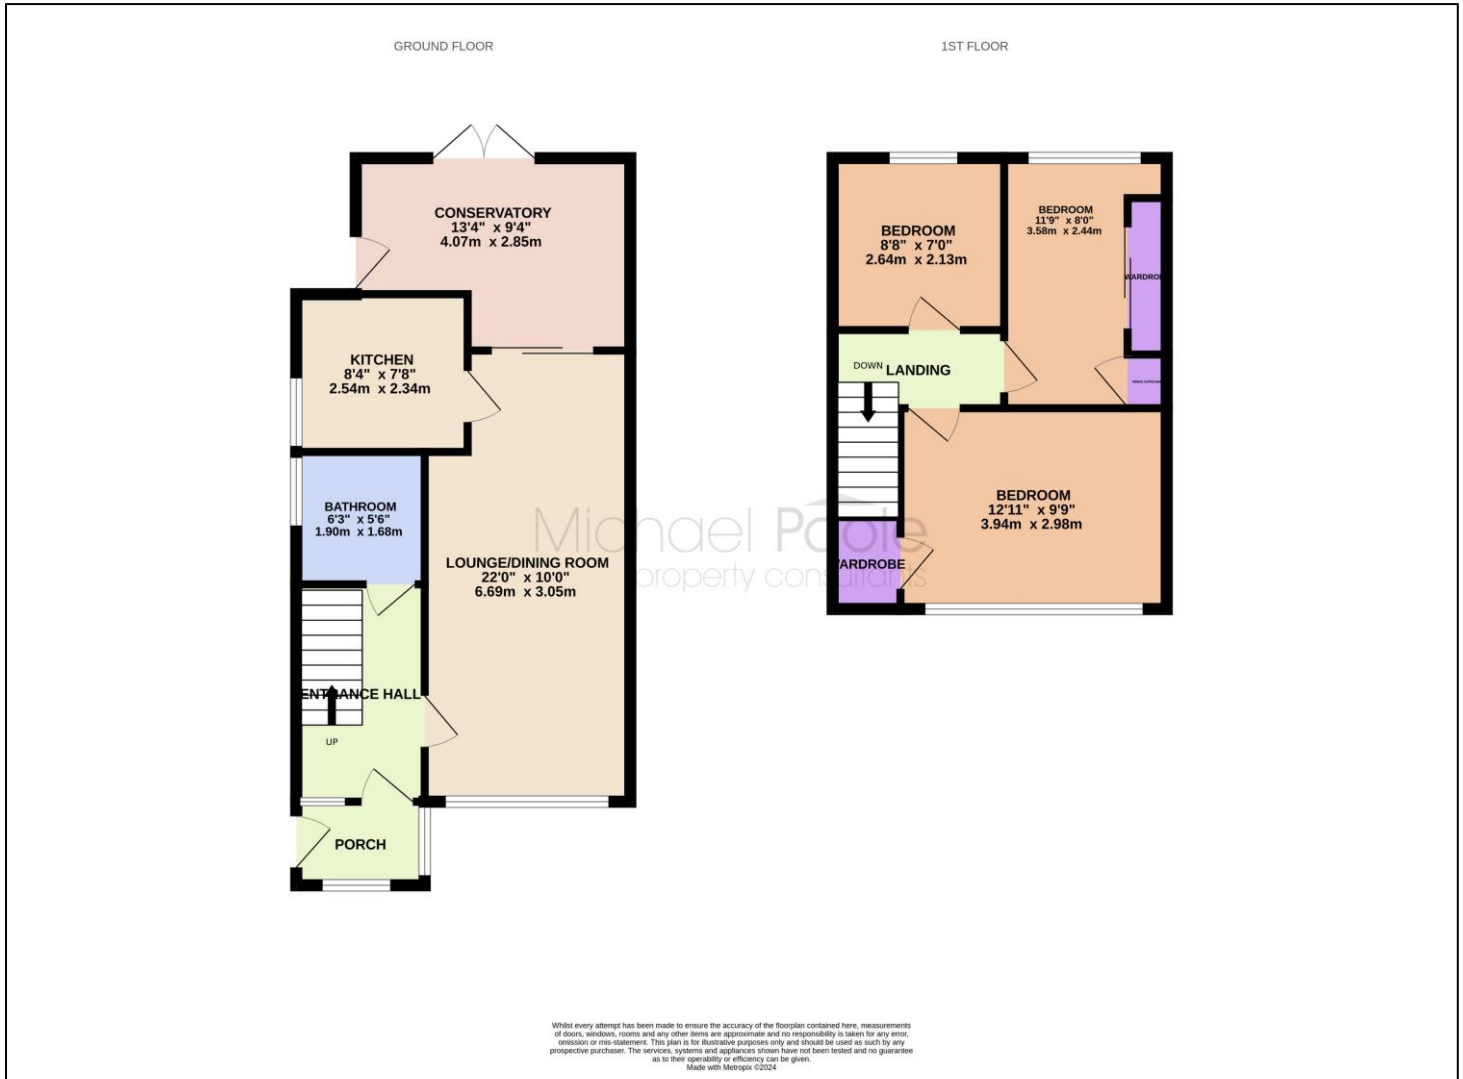 GROUND FLOOR
1ST FLOOR
CONSERVATORY
13'4" x 9'4"
4.07m x 2.85m
KITCHEN
8'4" x 7'8"
2.54m x 2.34m
BATHROOM
6'3" x 5'6"
1.90m x 1.68m
LOUNGE/DINING ROOM
22'0" x 10'0"
6.69m x 3.05m
ENTRANCE HALL
UP
PORCH
BEDROOM
8'8" x 7'0"
2.64m x 2.13m
BEDROOM
11'9" x 8'0"
3.58m x 2.44m
WARDROBE
DOWN
LANDING
BEDROOM
12'11" x 9'9"
3.94m x 2.98m
WARDROBE
Michael Poole
property consultants
Whilst every attempt has been made to ensure the accuracy of the floorplan contained here, measurements
of doors, windows, rooms and any other items are approximate and no responsibility is taken for any error,
omission or mis-statement. This plan is for illustrative purposes only and should be used as such by any
prospective purchaser. The services, systems and appliances shown have not been tested and no guarantee
as to their operability or efficiency can be given.
Made with Metropix ©2024